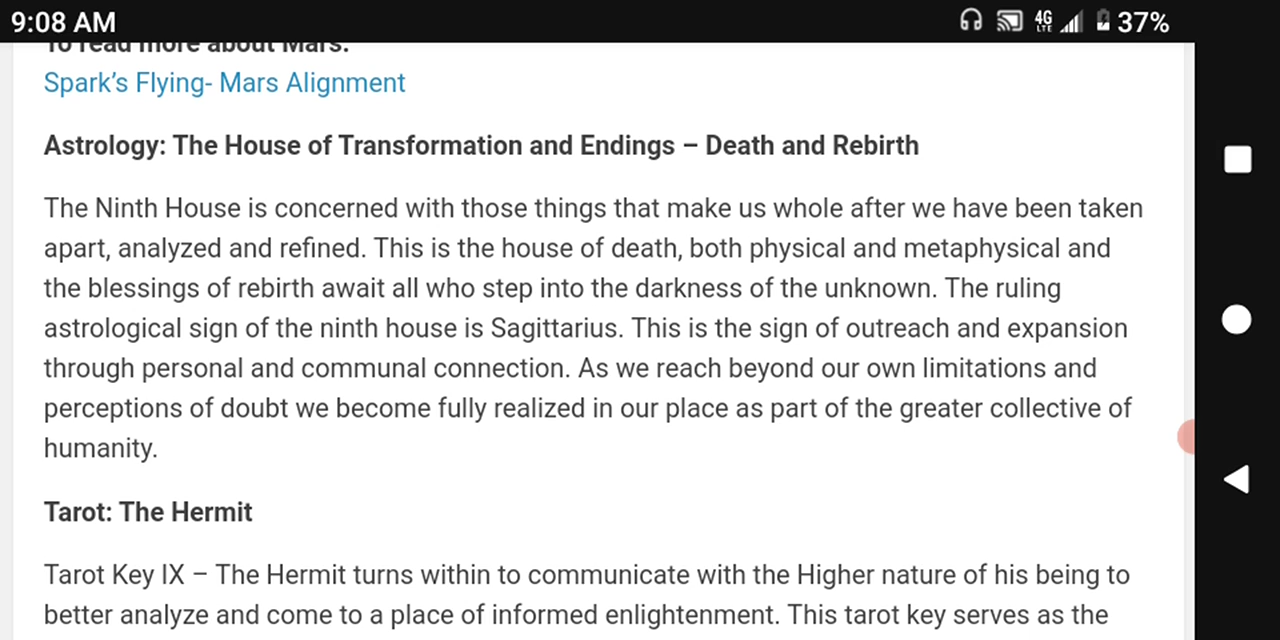 9:08 AM 4G LTE 37%
To read more about Mars:
Spark’s Flying- Mars Alignment
Astrology: The House of Transformation and Endings – Death and Rebirth
The Ninth House is concerned with those things that make us whole after we have been taken
apart, analyzed and refined. This is the house of death, both physical and metaphysical and
the blessings of rebirth await all who step into the darkness of the unknown. The ruling
astrological sign of the ninth house is Sagittarius. This is the sign of outreach and expansion
through personal and communal connection. As we reach beyond our own limitations and
perceptions of doubt we become fully realized in our place as part of the greater collective of
humanity.
Tarot: The Hermit
Tarot Key IX – The Hermit turns within to communicate with the Higher nature of his being to
better analyze and come to a place of informed enlightenment. This tarot key serves as the